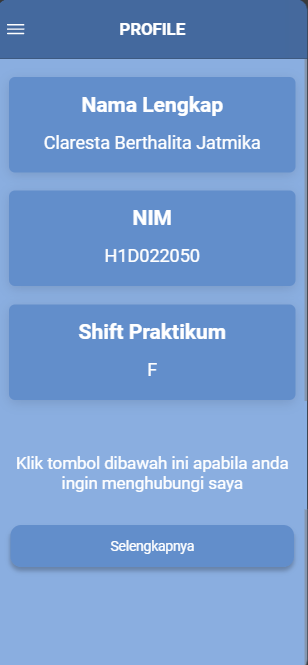 PROFILE
Nama Lengkap
Claresta Berthalita Jatmika
NIM
H1D022050
Shift Praktikum
F
Klik tombol dibawah ini apabila anda
ingin menghubungi saya
Selengkapnya